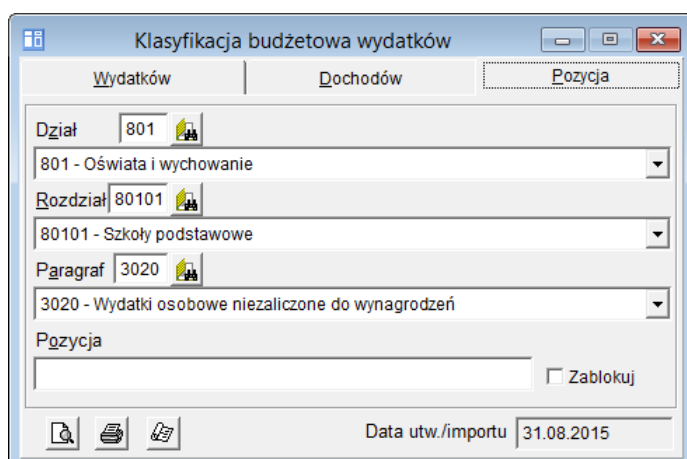 Klasyfikacja budżetowa wydatków
Wydatków Dochodów Pozycja
Dział 801
801 - Oświata i wychowanie
Rozdział 80101
80101 - Szkoły podstawowe
Paragraf 3020
3020 - Wydatki osobowe niezaliczone do wynagrodzeń
Pozycja
Zablokuj
Data utw./importu 31.08.2015